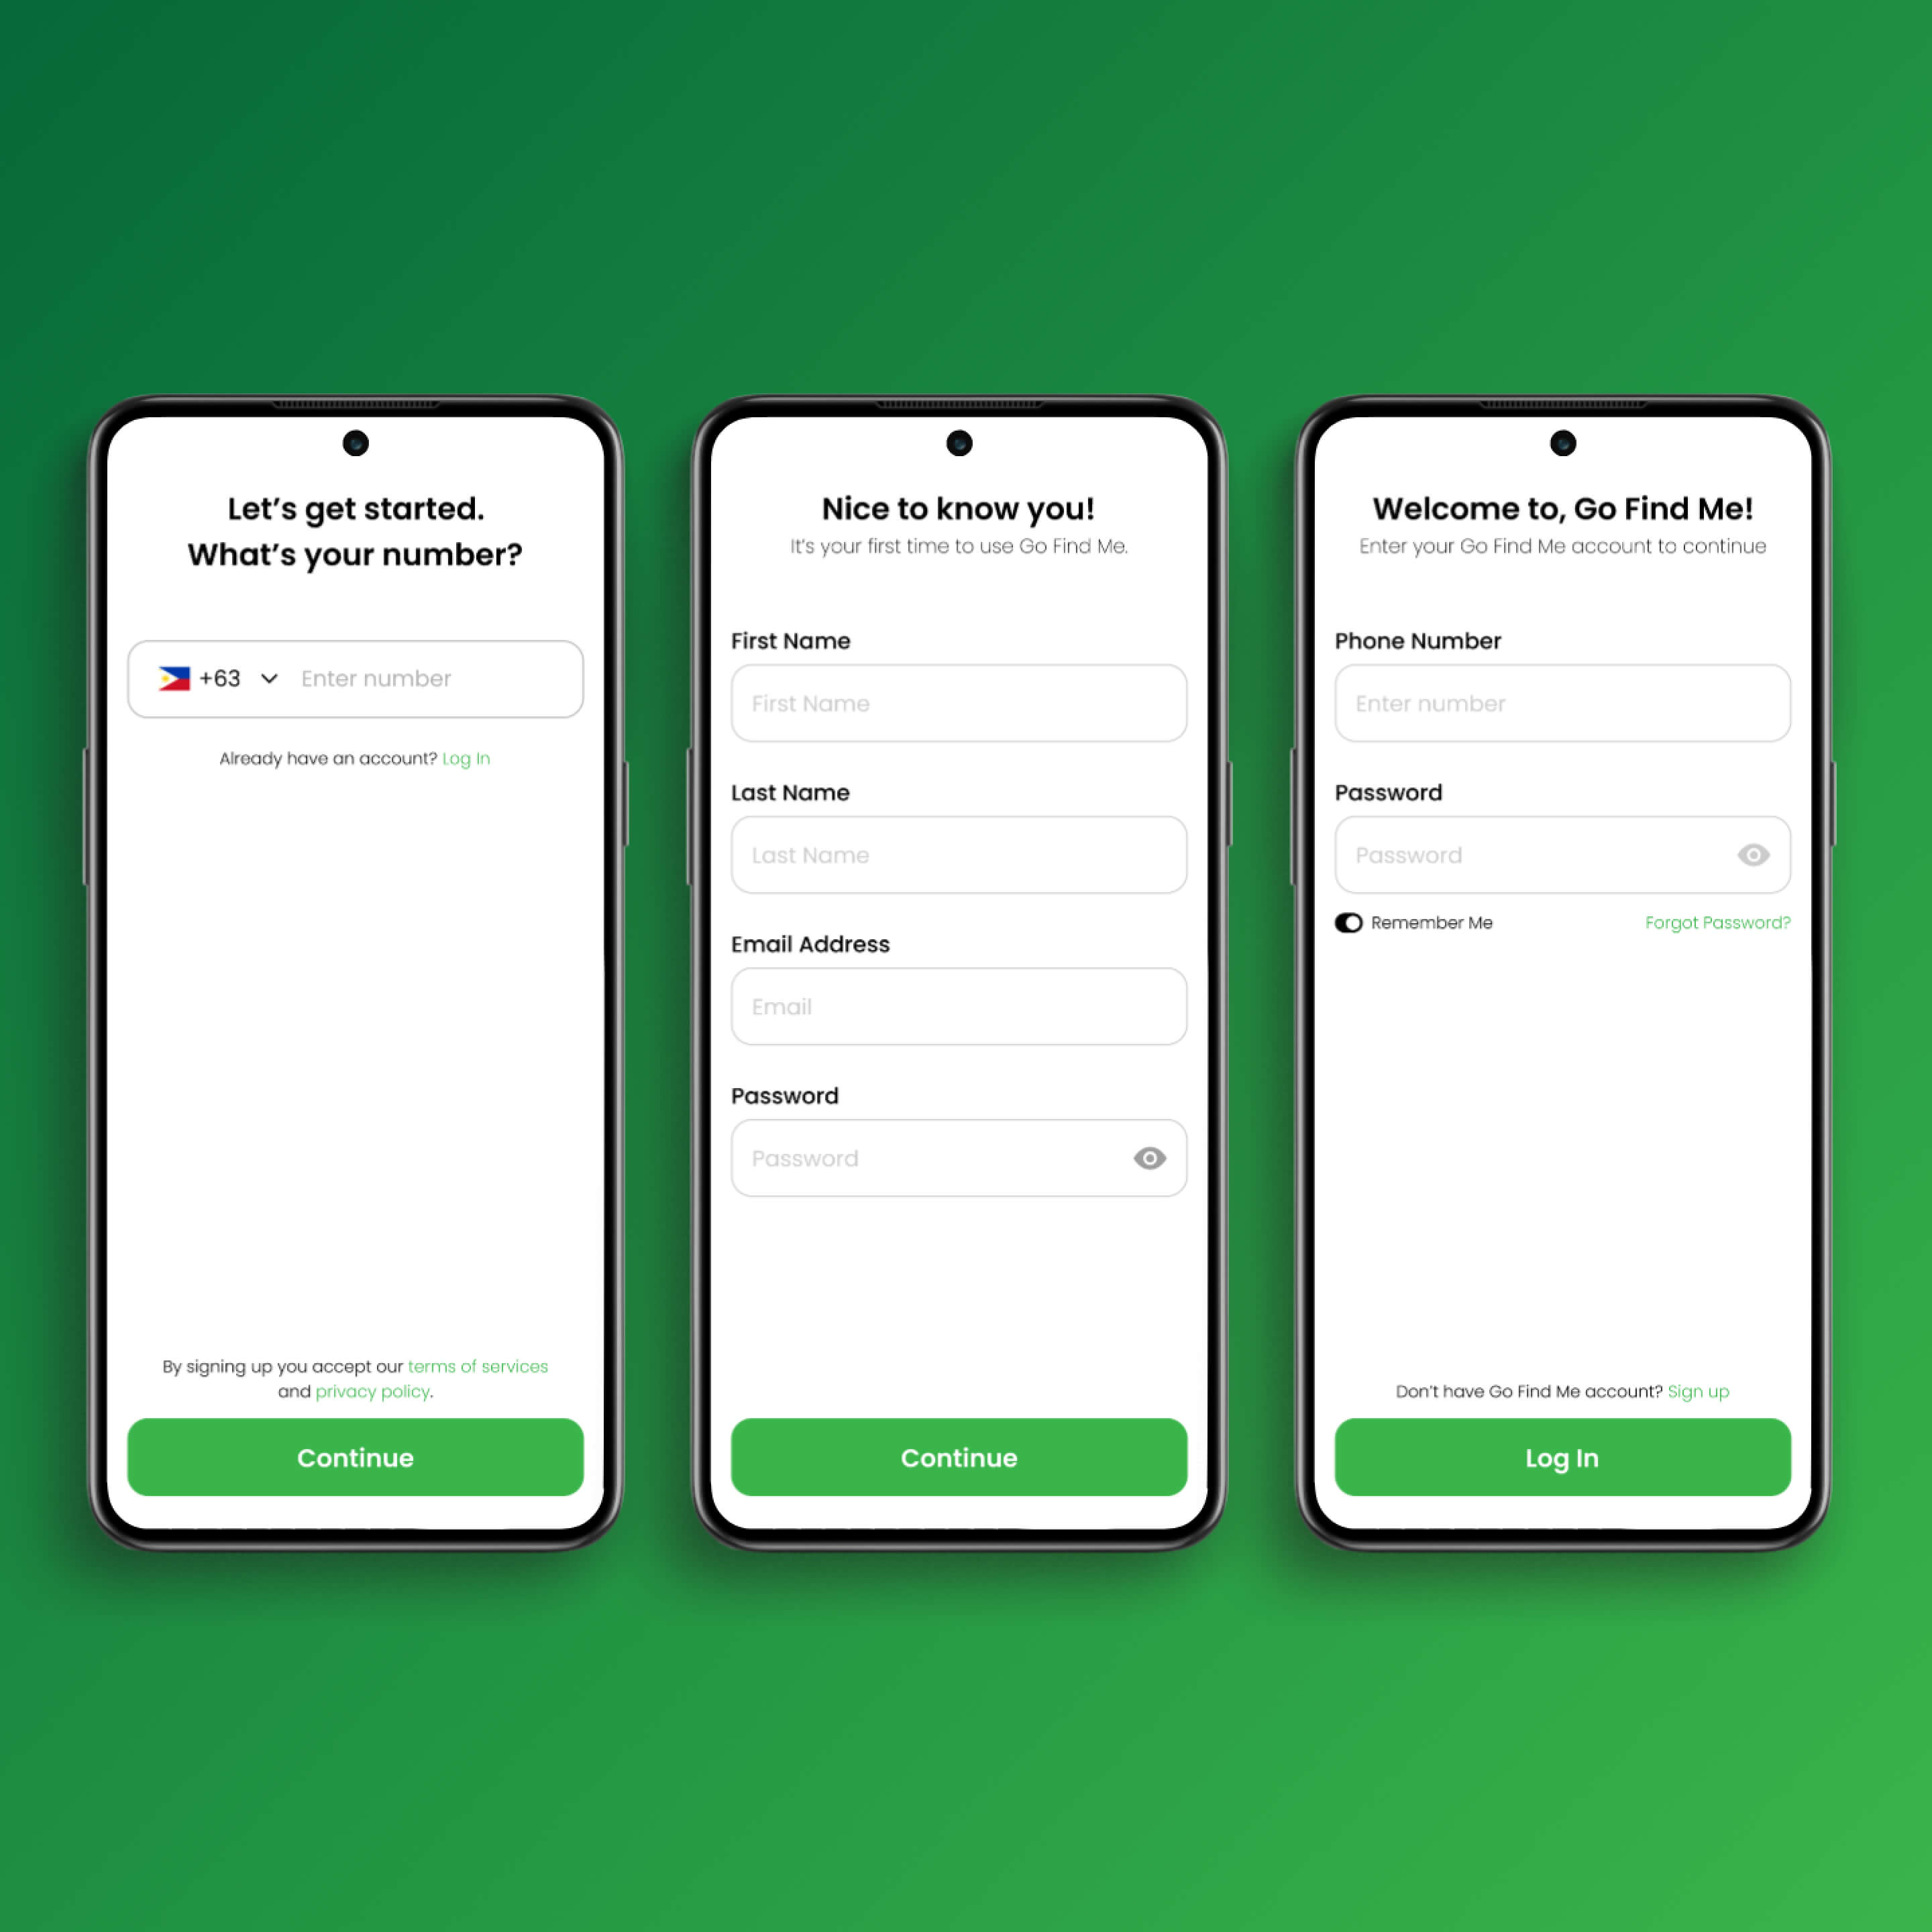 Let's get started.
What's your number?
+63
Enter number
Already have an account? Log In
By signing up you accept our terms of services
and privacy policy.
Continue
Nice to know you!
It's your first time to use Go Find Me.
First Name
First Name
Last Name
Last Name
Email Address
Email
Password
Password
Continue
Welcome to, Go Find Me!
Enter your Go Find Me account to continue
Phone Number
Enter number
Password
Password
Remember Me
Forgot Password?
Don't have Go Find Me account? Sign up
Log In